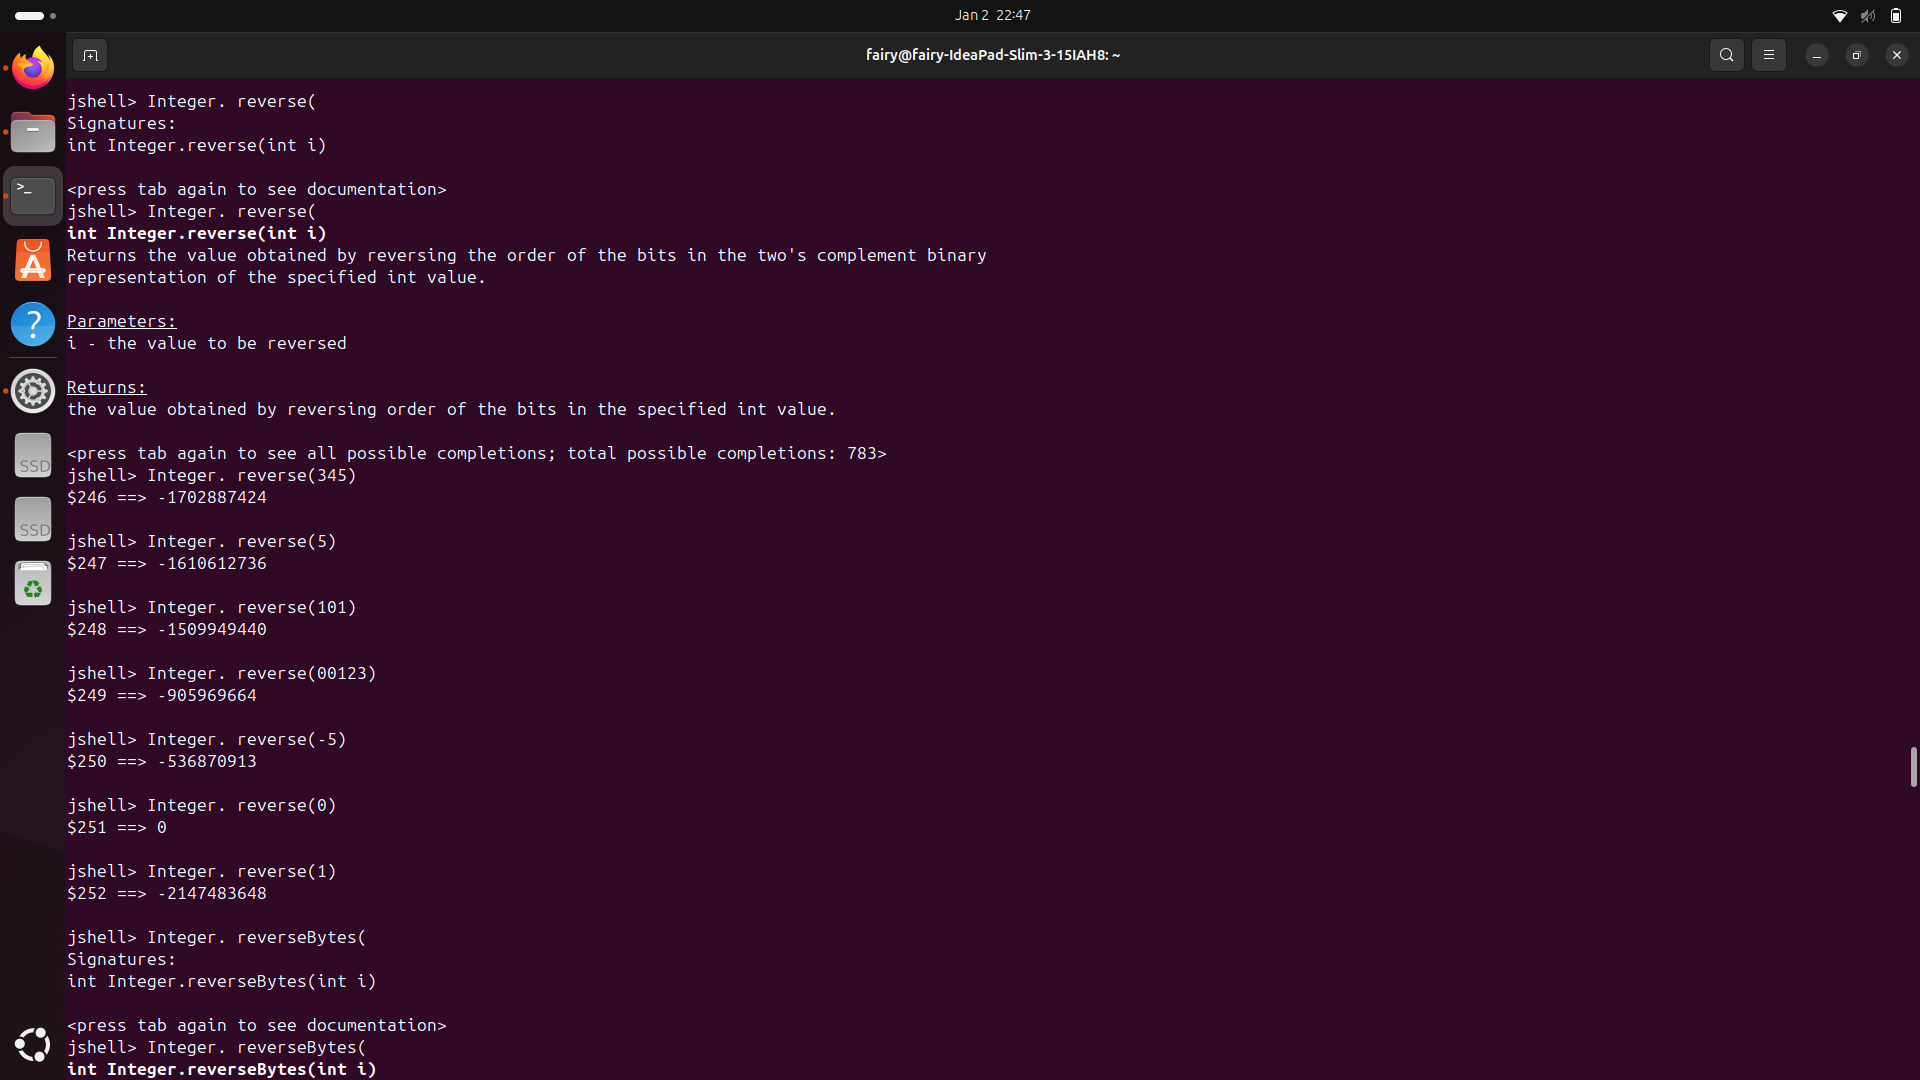 Jan 2 22:47
fairy@fairy-IdeaPad-Slim-3-15IAH8: ~
jshell> Integer. reverse(
Signatures:
int Integer.reverse(int i)
<press tab again to see documentation>
jshell> Integer. reverse(
int Integer.reverse(int i)
Returns the value obtained by reversing the order of the bits in the two's complement binary
representation of the specified int value.
Parameters:
i - the value to be reversed
Returns:
the value obtained by reversing order of the bits in the specified int value.
<press tab again to see all possible completions; total possible completions: 783>
jshell> Integer. reverse(345)
$246 ==> -1702887424
jshell> Integer. reverse(5)
$247 ==> -1610612736
jshell> Integer. reverse(101)
$248 ==> -1509949440
jshell> Integer. reverse(00123)
$249 ==> -905969664
jshell> Integer. reverse(-5)
$250 ==> -536870913
jshell> Integer. reverse(0)
$251 ==> 0
jshell> Integer. reverse(1)
$252 ==> -2147483648
jshell> Integer. reverseBytes(
Signatures:
int Integer.reverseBytes(int i)
<press tab again to see documentation>
jshell> Integer. reverseBytes(
int Integer.reverseBytes(int i)
>_
A
?
SSD
SSD